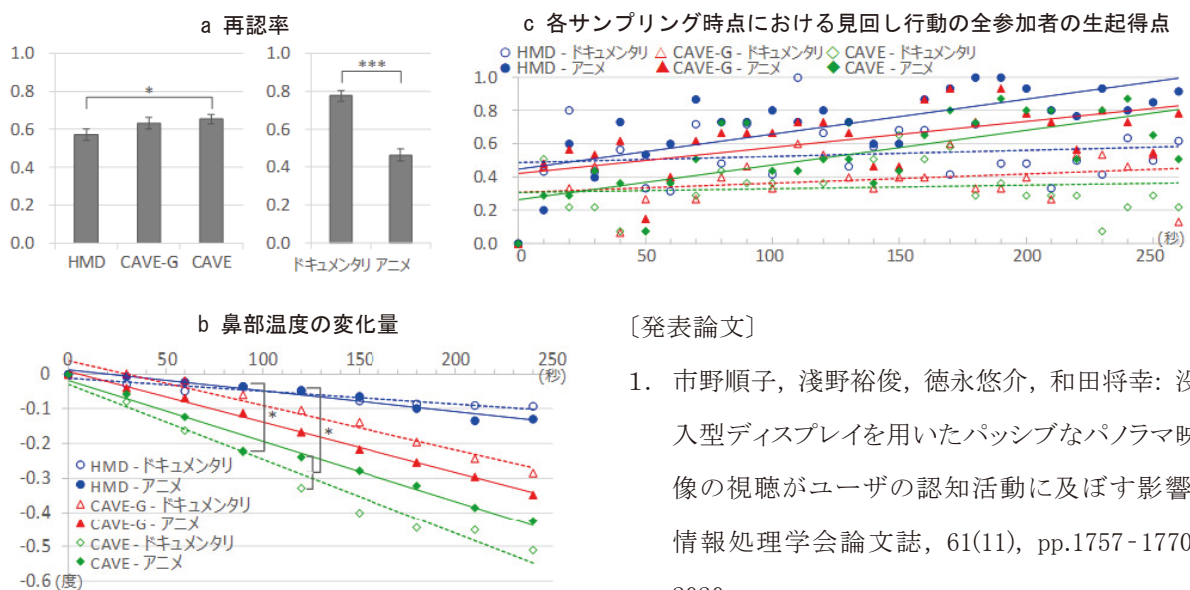 a 再認率
1.0
0.8
0.6
0.4
0.2
0.0
*
HMD CAVE-G CAVE
1.0
0.8
0.6
0.4
0.2
0.0
***
ドキュメンタリ アニメ
c 各サンプリング時点における見回し行動の全参加者の生起得点
HMD - ドキュメンタリ CAVE-G - ドキュメンタリ CAVE - ドキュメンタリ
HMD - アニメ CAVE-G - アニメ CAVE - アニメ
1.0
0.8
0.6
0.4
0.2
0.0
0 50 100 150 200 250
(秒)
b 鼻部温度の変化量
0 50 100 150 200 250
(秒)
0
-0.1
-0.2
-0.3
-0.4
-0.5
-0.6 (度)
*
*
HMD - ドキュメンタリ
HMD - アニメ
CAVE-G - ドキュメンタリ
CAVE-G - アニメ
CAVE - ドキュメンタリ
CAVE - アニメ
〔発表論文〕
1. 市野順子, 淺野裕俊, 徳永悠介, 和田将幸: 没
入型ディスプレイを用いたパッシブなパノラマ映
像の視聴がユーザの認知活動に及ぼす影響
情報処理学会論文誌, 61(11), pp.1757‐1770